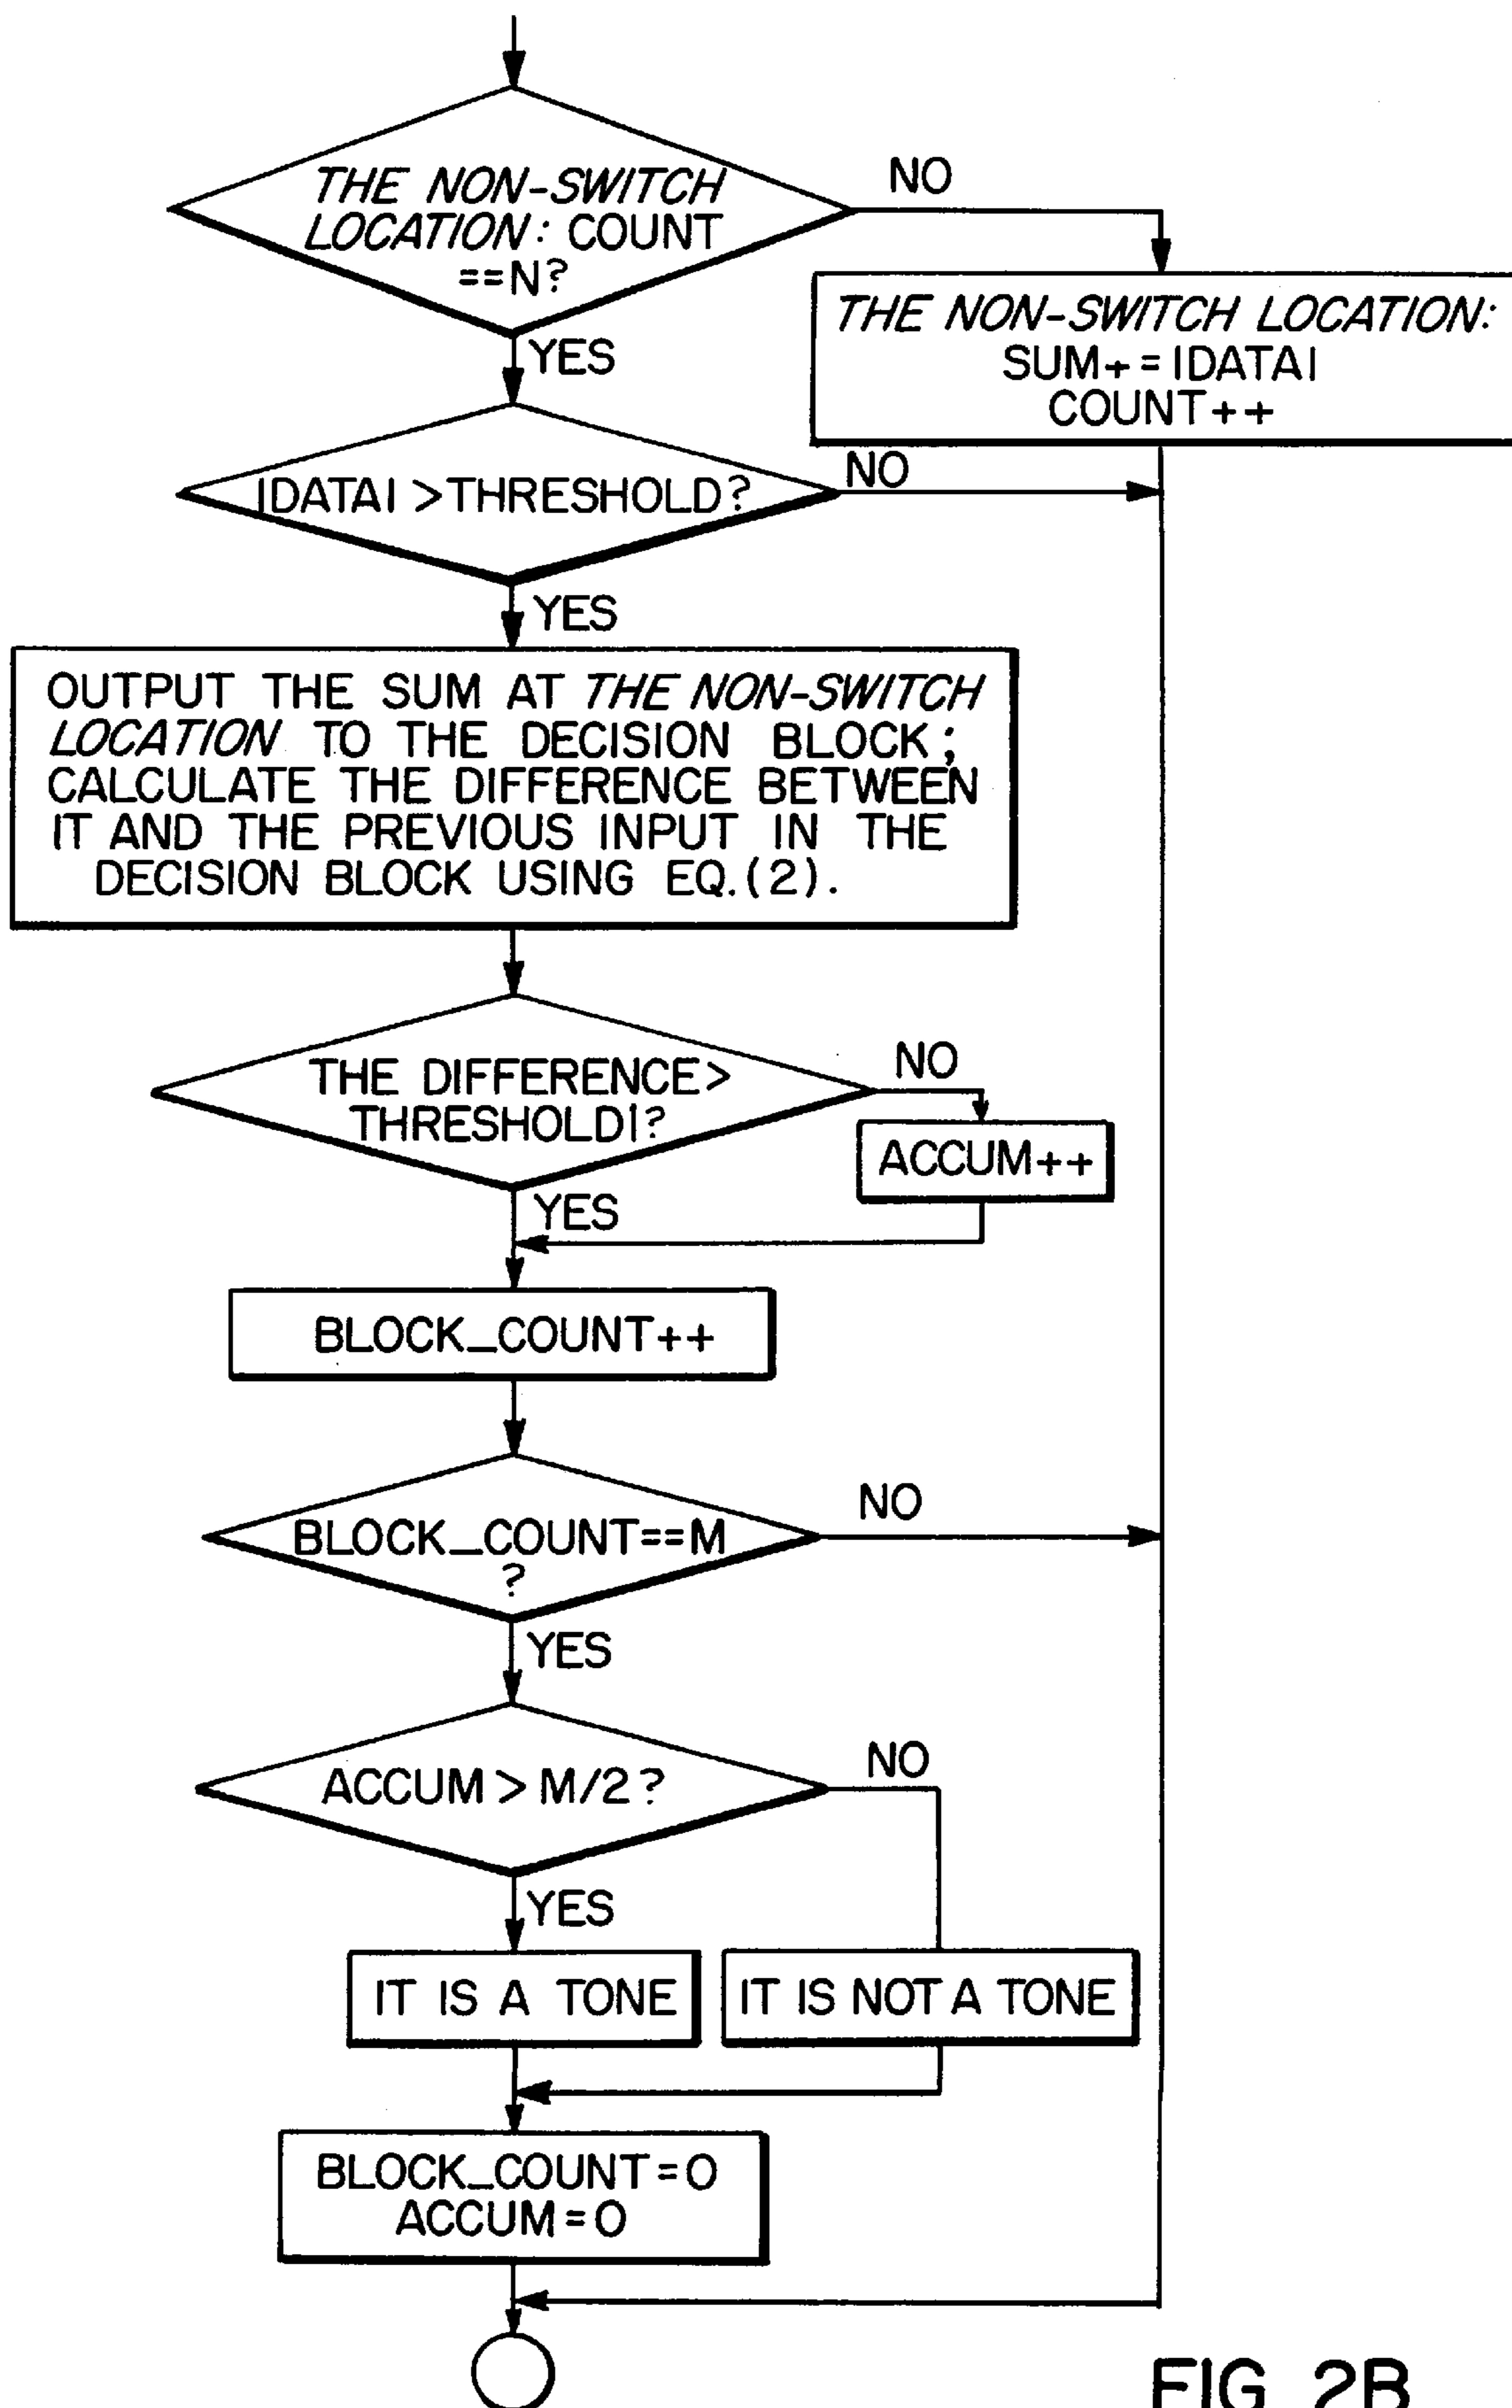 THE NON-SWITCH
LOCATION: COUNT
==N?
NO
THE NON-SWITCH LOCATION:
SUM+=|DATA|
COUNT++
YES
|DATA| >THRESHOLD?
NO
YES
OUTPUT THE SUM AT THE NON-SWITCH
LOCATION TO THE DECISION BLOCK;
CALCULATE THE DIFFERENCE BETWEEN
IT AND THE PREVIOUS INPUT IN THE
DECISION BLOCK USING EQ.(2).
THE DIFFERENCE>
THRESHOLD1?
NO
ACCUM++
YES
BLOCK_COUNT++
BLOCK_COUNT==M
?
NO
YES
ACCUM > M/2?
NO
YES
IT IS A TONE
IT IS NOT A TONE
BLOCK_COUNT=0
ACCUM=0
FIG. 2B